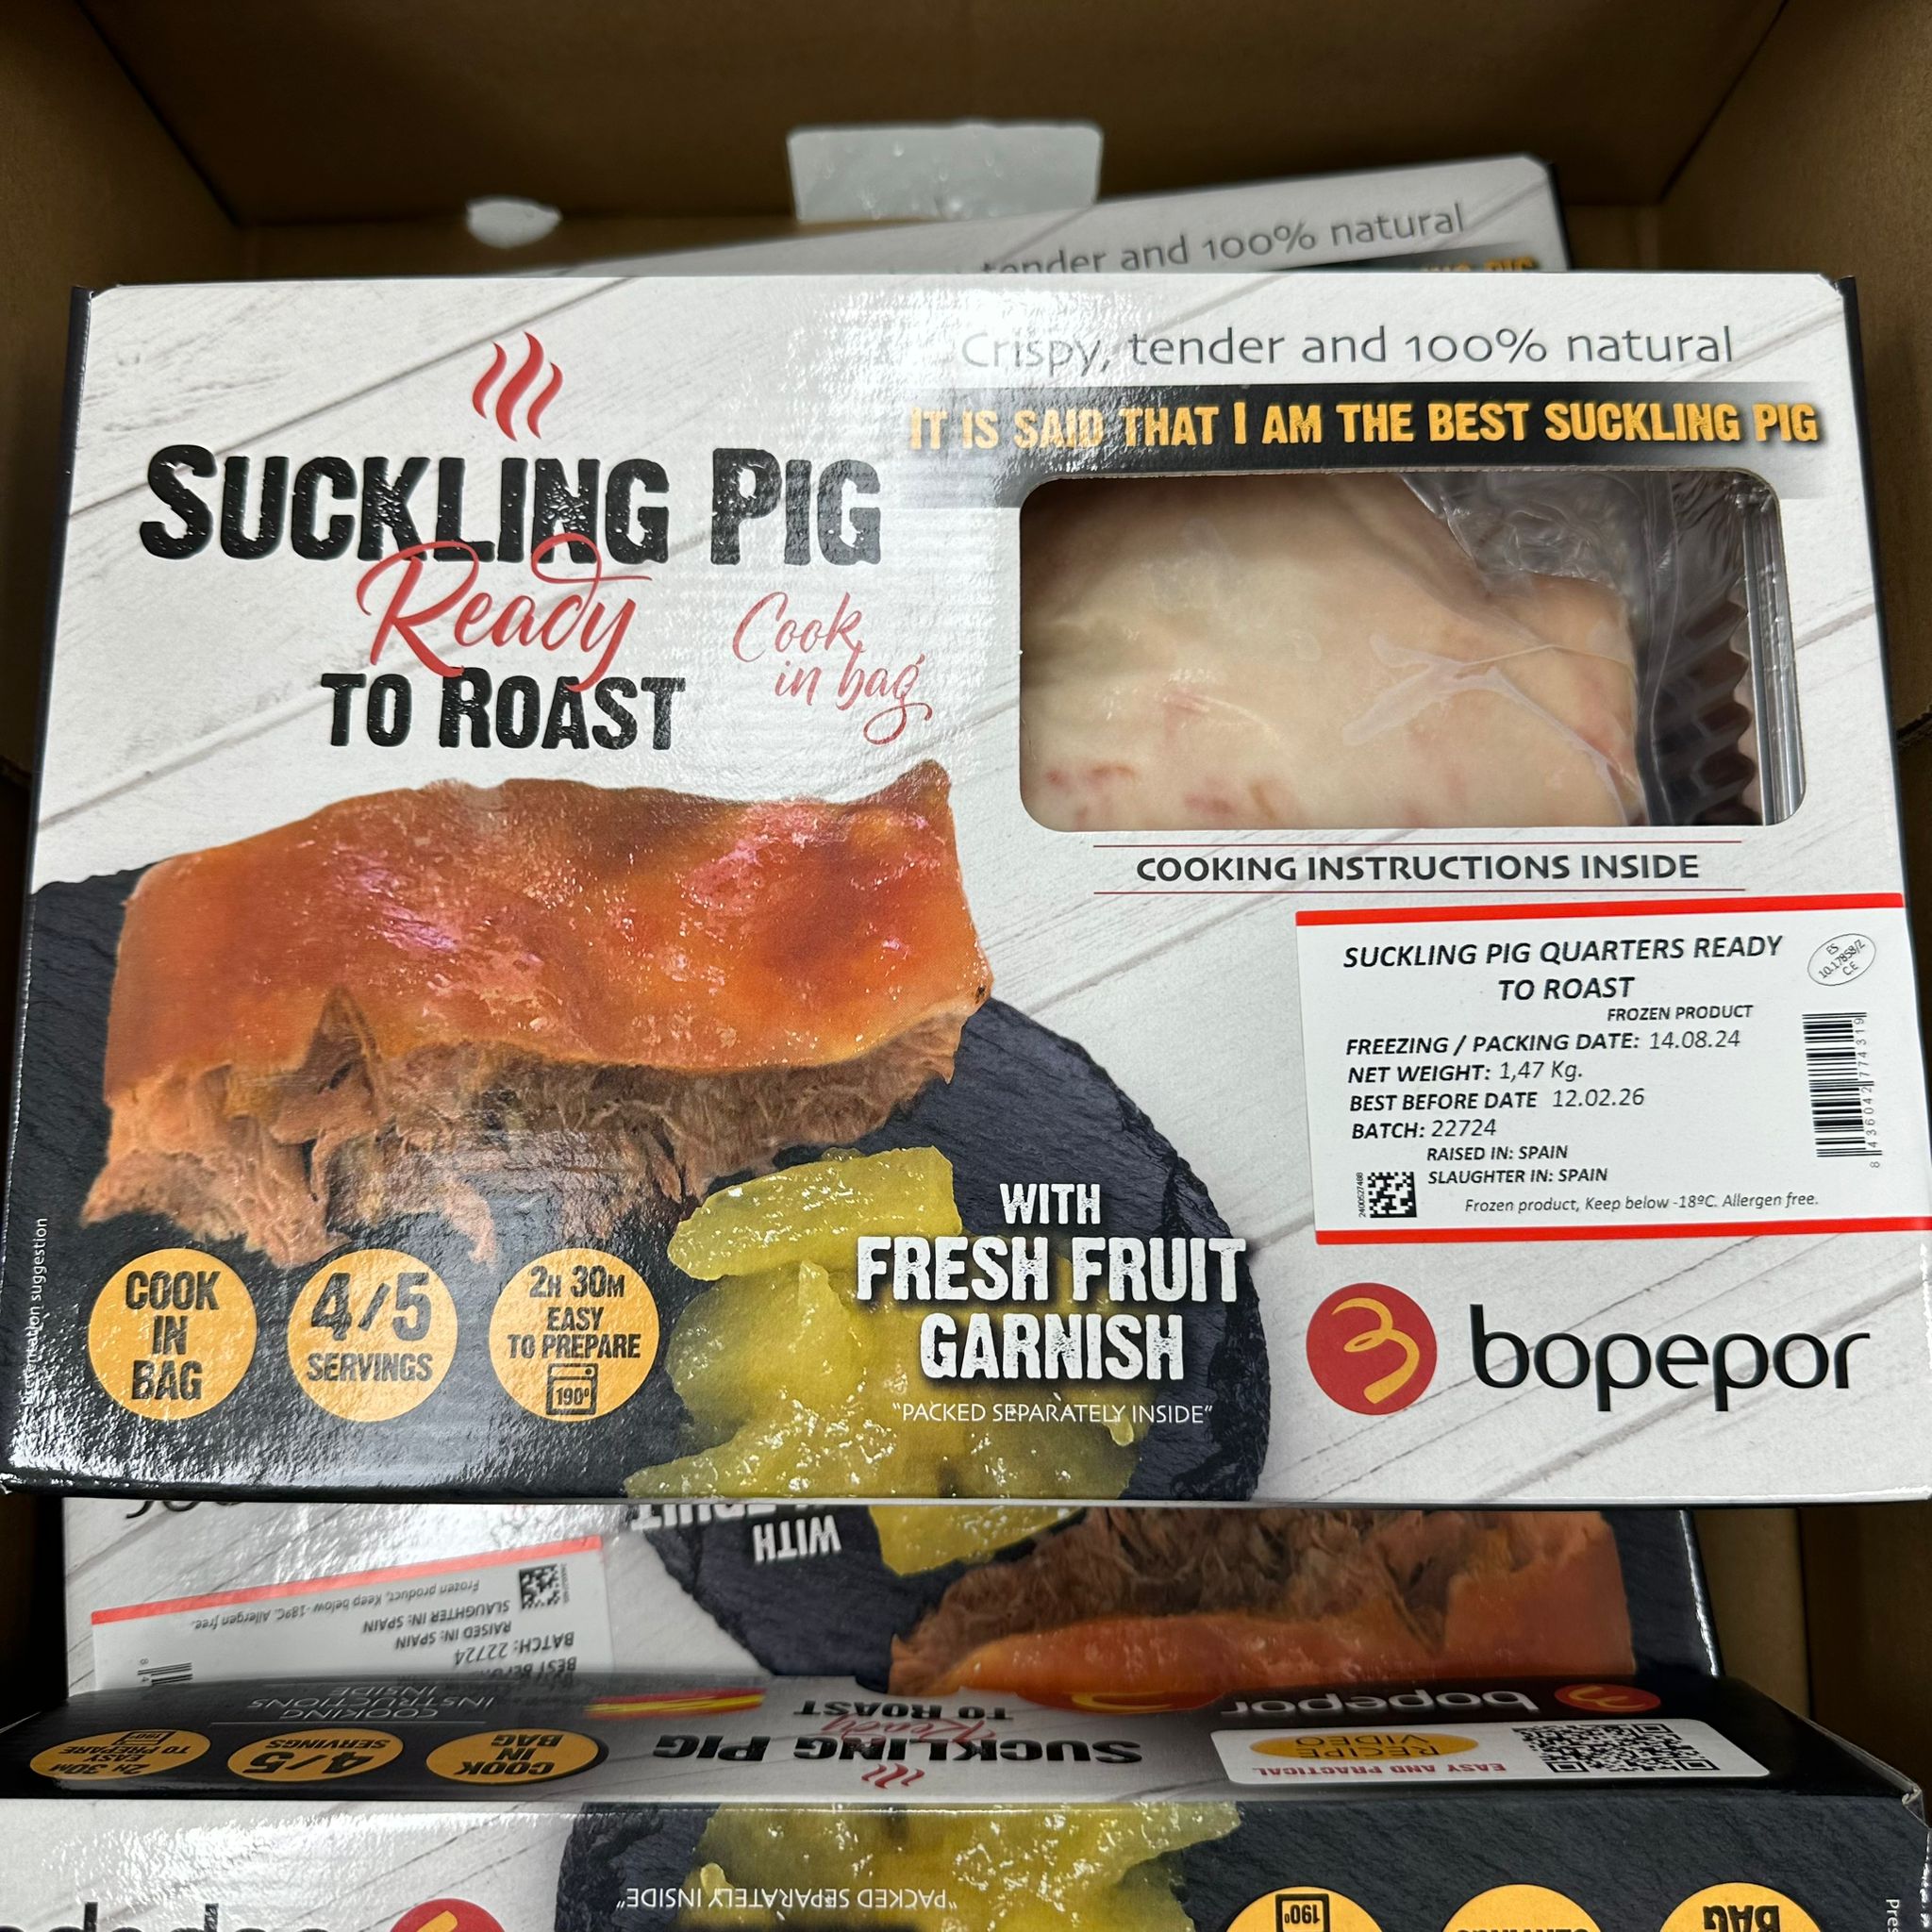 tender and 100% natural
Crispy, tender and 100% natural
IT IS SAID THAT I AM THE BEST SUCKLING PIG
SUCKLING PIG
Ready
TO ROAST
Cook
in bag
COOKING INSTRUCTIONS INSIDE
SUCKLING PIG QUARTERS READY
TO ROAST
FROZEN PRODUCT
FREEZING / PACKING DATE: 14.08.24
NET WEIGHT: 1,47 Kg.
BEST BEFORE DATE 12.02.26
BATCH: 22724
RAISED IN: SPAIN
SLAUGHTER IN: SPAIN
Frozen product, Keep below -18ºC. Allergen free.
ES
10.17858/Z
C.E
8436042774319
WITH
FRESH FRUIT
GARNISH
"PACKED SEPARATELY INSIDE"
COOK
IN
BAG
4/5
SERVINGS
2H 30M
EASY
TO PREPARE
190º
Presentation suggestion
bopepor
WITH
Frozen product, Keep below -18ºC. Allergen free.
SLAUGHTER IN: SPAIN
RAISED IN: SPAIN
BATCH: 22724
COOKING
INSTRUCTIONS
INSIDE
2H 30M
EASY
TO PREPARE
190º
4/5
SERVINGS
COOK
IN
BAG
SUCKLING PIG
Ready
TO ROAST
bopepor
EASY AND PRACTICAL
RECIPE
VIDEO
"PACKED SEPARATELY INSIDE"
190º
BAG